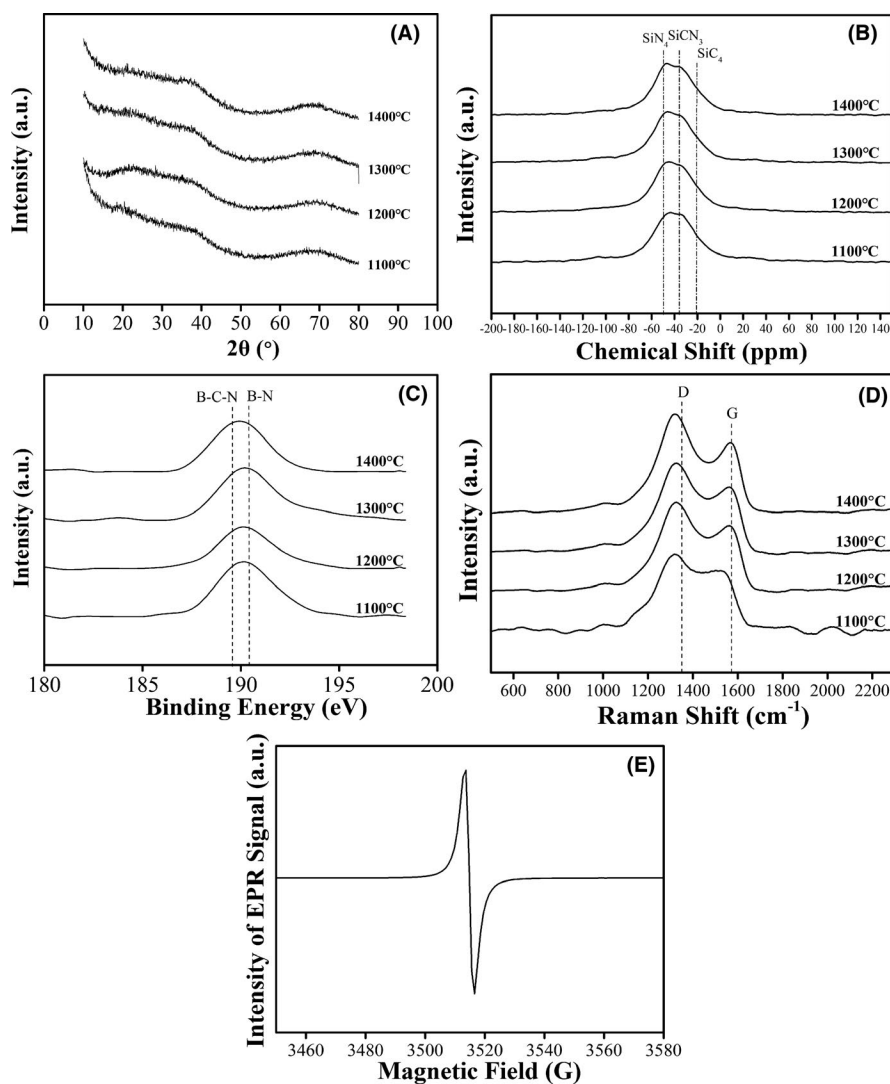 (A)
Intensity (a.u.)
1400°C
1300°C
1200°C
1100°C
0 10 20 30 40 50 60 70 80 90 100
2θ (°)
(B)
SiN4 SiCN3
SiC4
Intensity (a.u.)
1400°C
1300°C
1200°C
1100°C
-200 -180 -160 -140 -120 -100 -80 -60 -40 -20 0 20 40 60 80 100 120 140
Chemical Shift (ppm)
(C)
B-C-N B-N
Intensity (a.u.)
1400°C
1300°C
1200°C
1100°C
180 185 190 195 200
Binding Energy (eV)
(D)
D G
Intensity (a.u.)
1400°C
1300°C
1200°C
1100°C
600 800 1000 1200 1400 1600 1800 2000 2200
Raman Shift (cm-1)
(E)
Intensity of EPR Signal (a.u.)
3460 3480 3500 3520 3540 3560 3580
Magnetic Field (G)